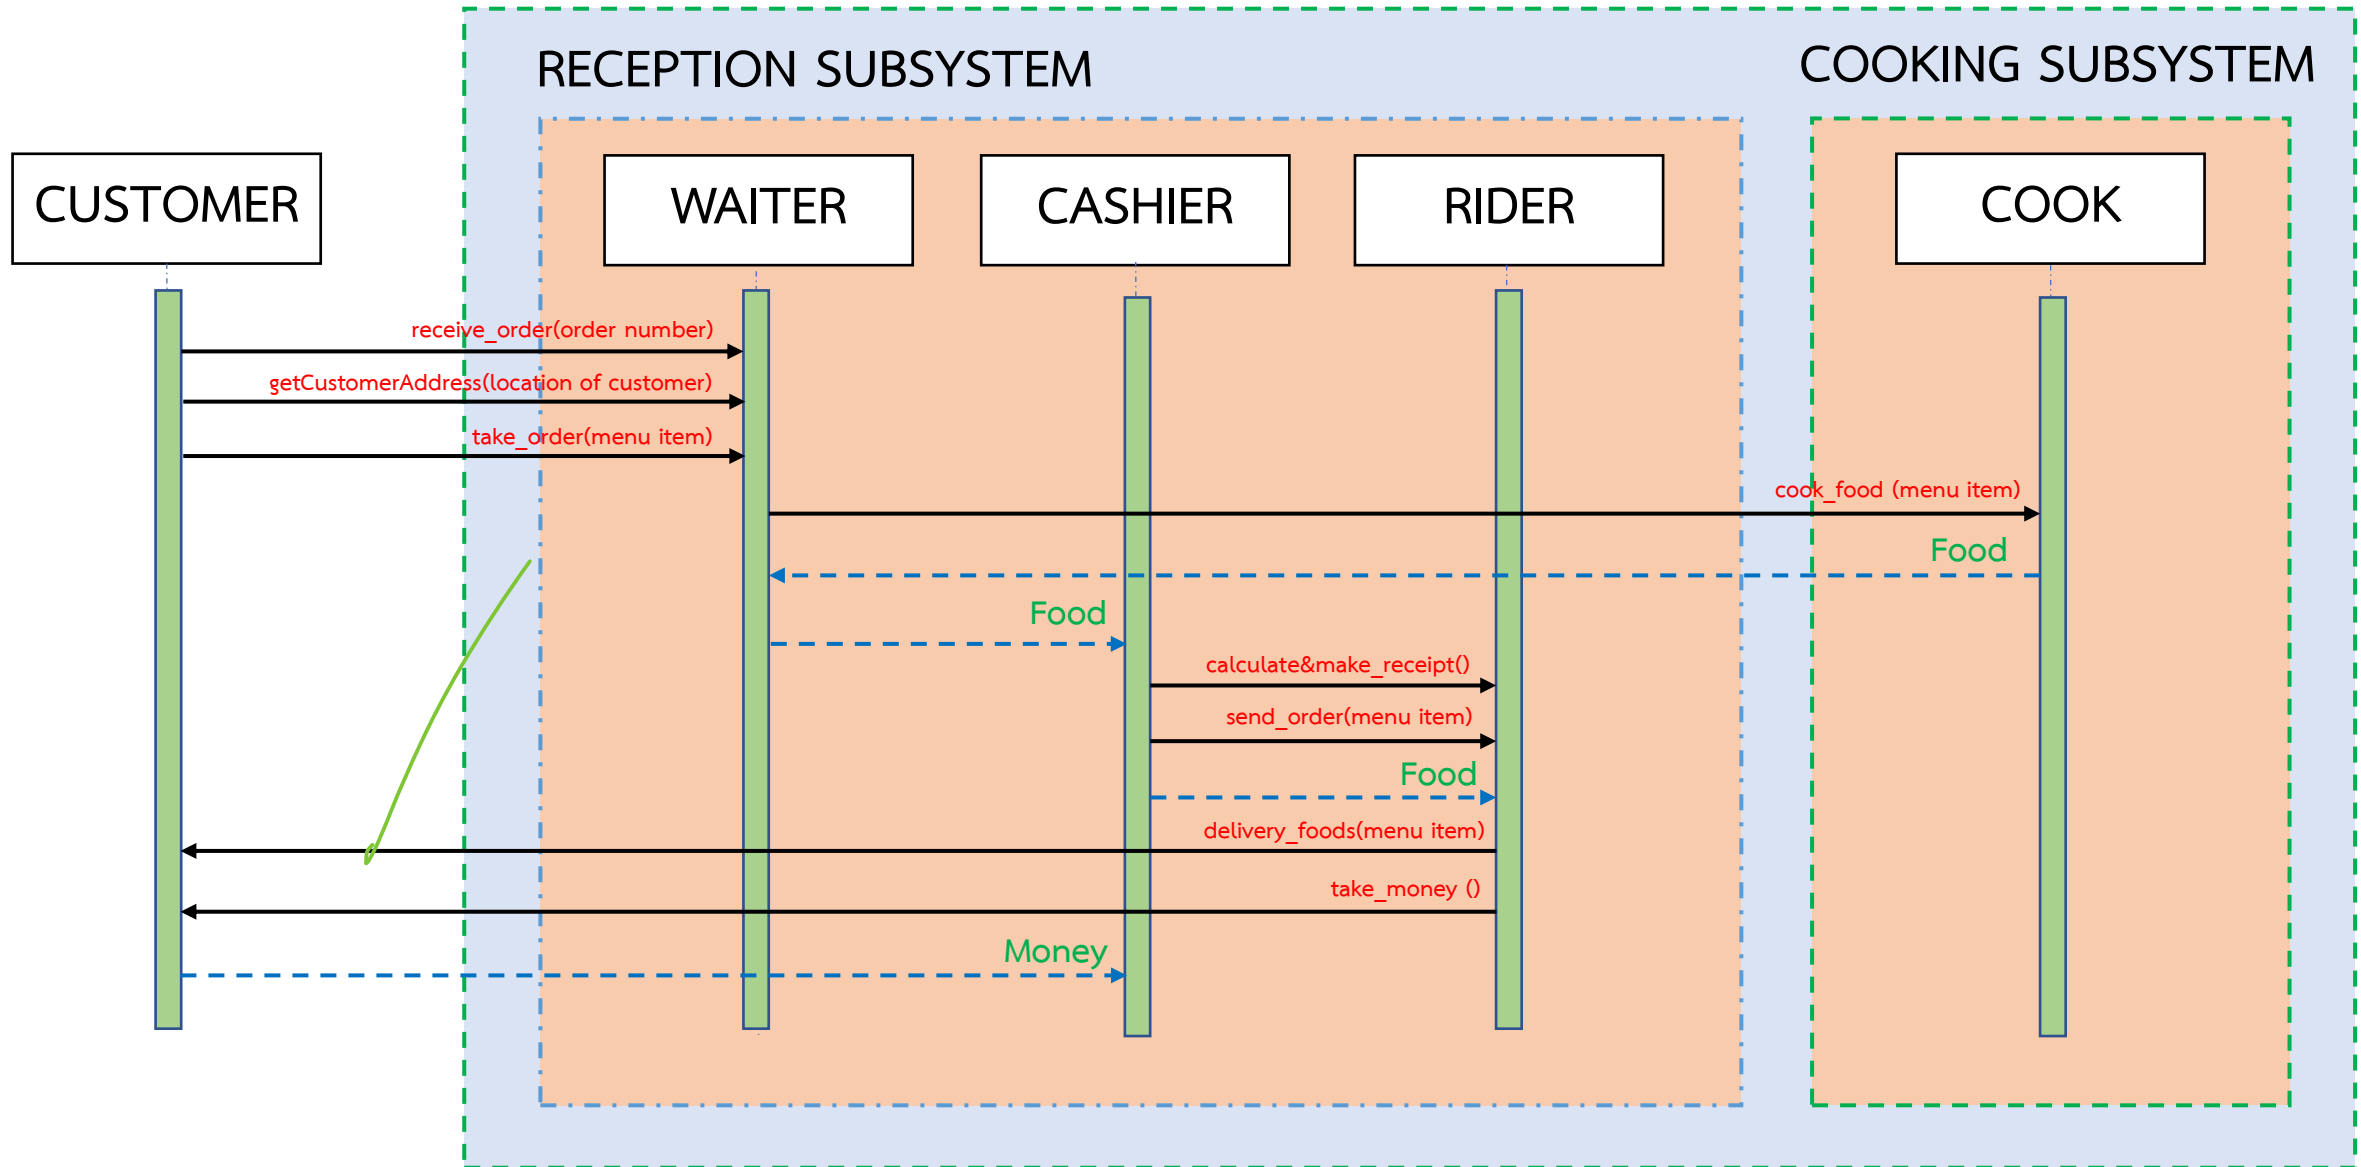 RECEPTION SUBSYSTEM
COOKING SUBSYSTEM
CUSTOMER
WAITER
CASHIER
RIDER
COOK
receive_order(order number)
getCustomerAddress(location of customer)
take_order(menu item)
cook_food (menu item)
Food
Food
calculate&make_receipt()
send_order(menu item)
Food
delivery_foods(menu item)
take_money ()
Money